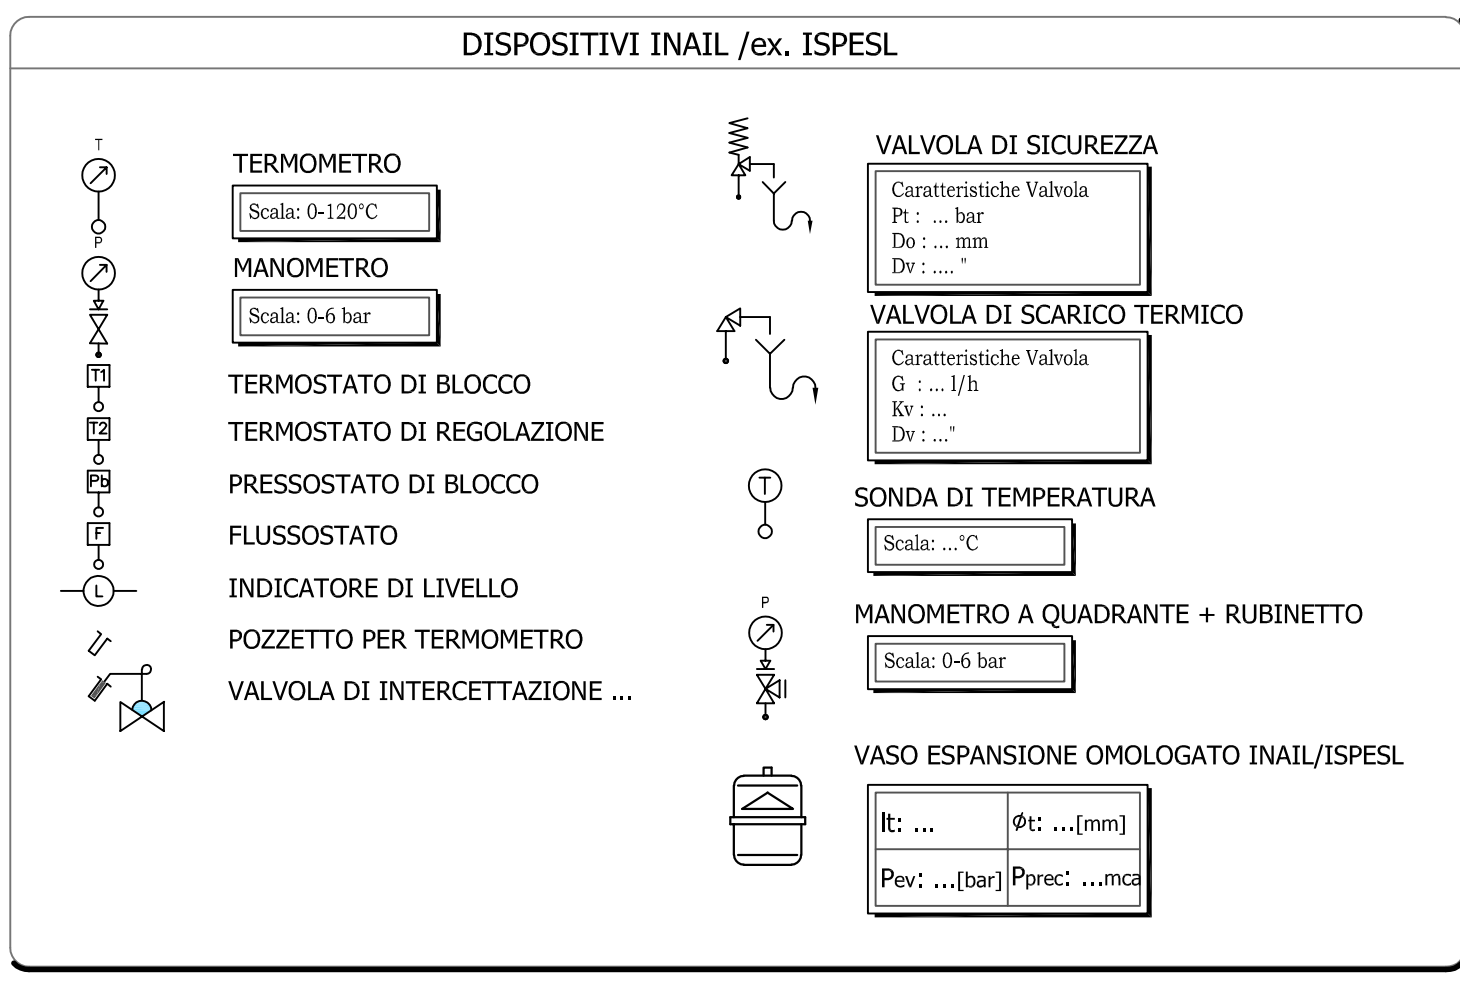 DISPOSITIVI INAIL /ex. ISPESL
T
TERMOMETRO
Scala: 0-120°C
P
MANOMETRO
Scala: 0-6 bar
T1
TERMOSTATO DI BLOCCO
T2
TERMOSTATO DI REGOLAZIONE
Pb
PRESSOSTATO DI BLOCCO
F
FLUSSOSTATO
L
INDICATORE DI LIVELLO
POZZETTO PER TERMOMETRO
VALVOLA DI INTERCETTAZIONE ...
VALVOLA DI SICUREZZA
Caratteristiche Valvola
Pt : ... bar
Do : ... mm
Dv : .... "
VALVOLA DI SCARICO TERMICO
Caratteristiche Valvola
G : ... l/h
Kv : ...
Dv : ..."
T
SONDA DI TEMPERATURA
Scala: ...°C
P
MANOMETRO A QUADRANTE + RUBINETTO
Scala: 0-6 bar
VASO ESPANSIONE OMOLOGATO INAIL/ISPESL
lt: ...
Øt: ...[mm]
Pev: ...[bar]
Pprec: ...mca